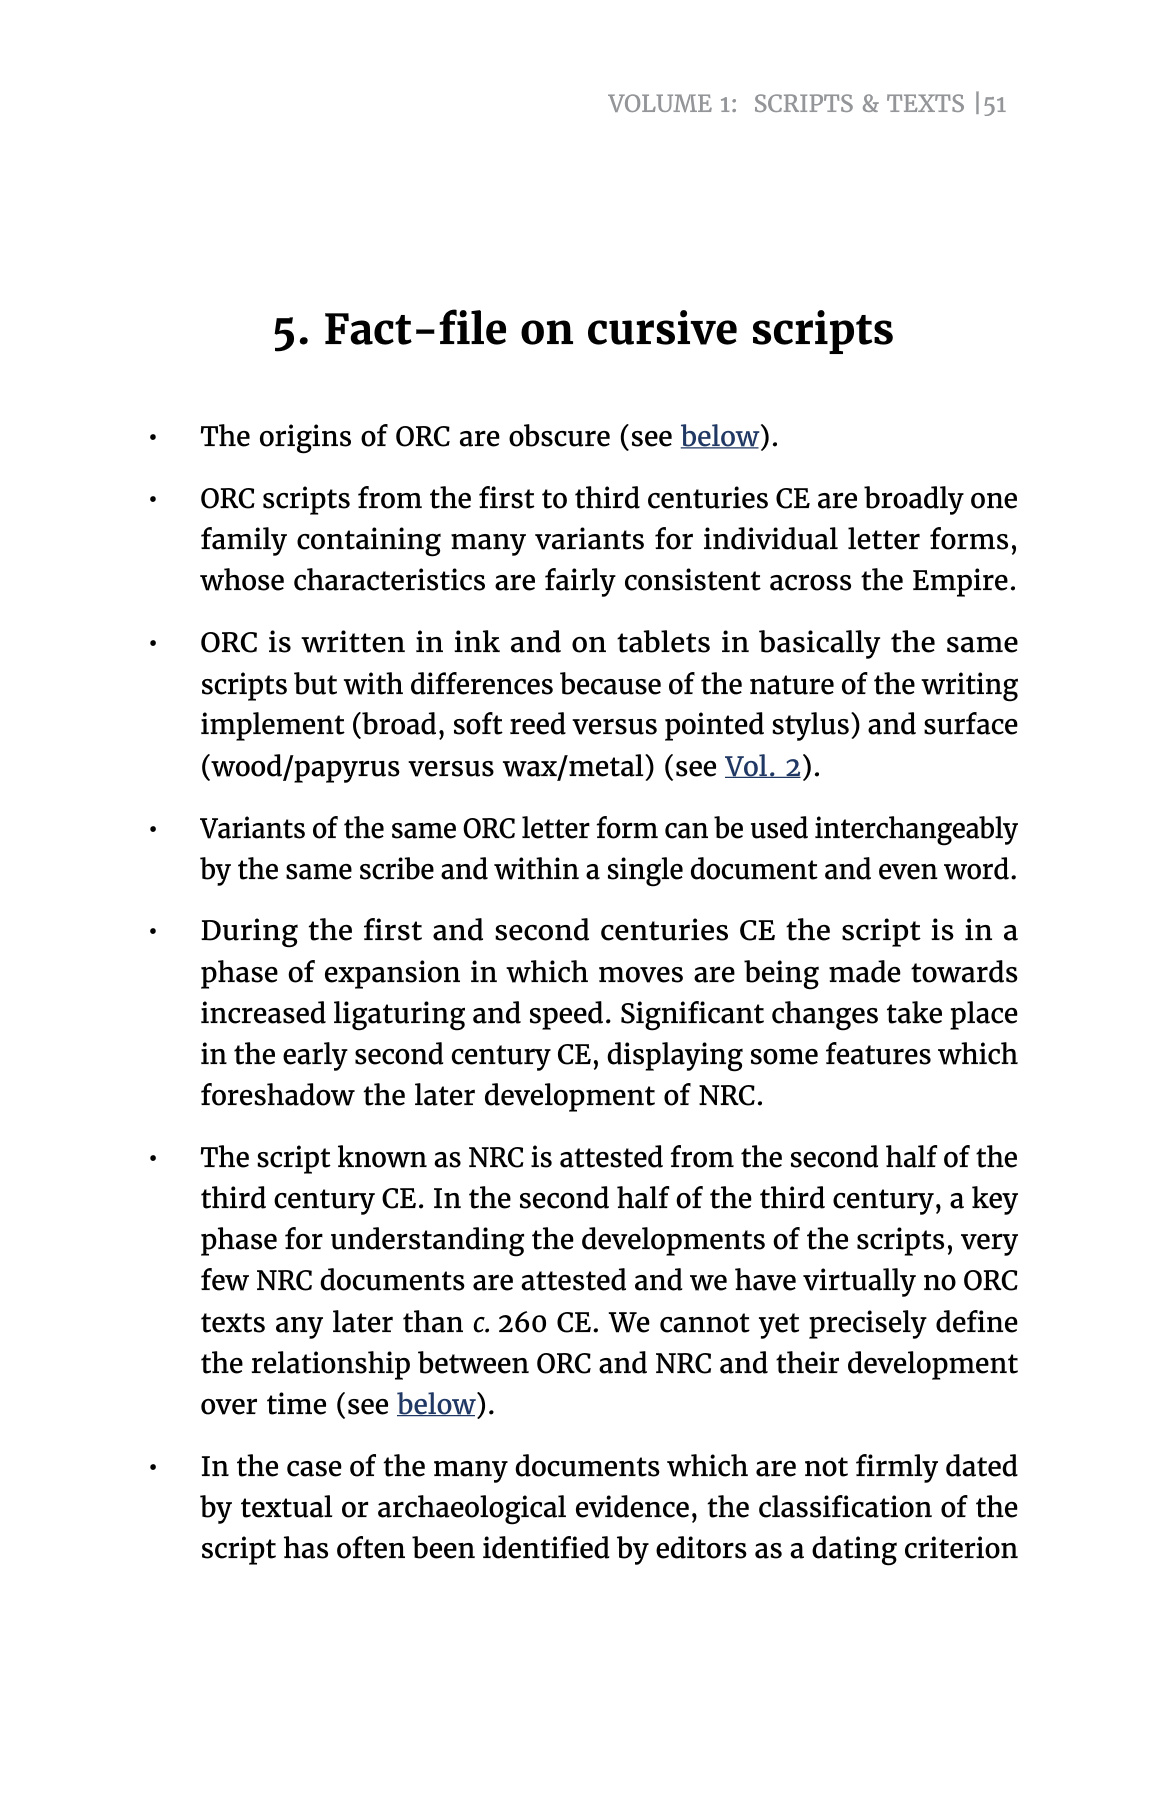 VOLUME 1: SCRIPTS & TEXTS |51
5. Fact-file on cursive scripts
• The origins of ORC are obscure (see below).
• ORC scripts from the first to third centuries CE are broadly one
family containing many variants for individual letter forms,
whose characteristics are fairly consistent across the Empire.
• ORC is written in ink and on tablets in basically the same
scripts but with differences because of the nature of the writing
implement (broad, soft reed versus pointed stylus) and surface
(wood/papyrus versus wax/metal) (see Vol. 2).
• Variants of the same ORC letter form can be used interchangeably
by the same scribe and within a single document and even word.
• During the first and second centuries CE the script is in a
phase of expansion in which moves are being made towards
increased ligaturing and speed. Significant changes take place
in the early second century CE, displaying some features which
foreshadow the later development of NRC.
• The script known as NRC is attested from the second half of the
third century CE. In the second half of the third century, a key
phase for understanding the developments of the scripts, very
few NRC documents are attested and we have virtually no ORC
texts any later than c. 260 CE. We cannot yet precisely define
the relationship between ORC and NRC and their development
over time (see below).
• In the case of the many documents which are not firmly dated
by textual or archaeological evidence, the classification of the
script has often been identified by editors as a dating criterion